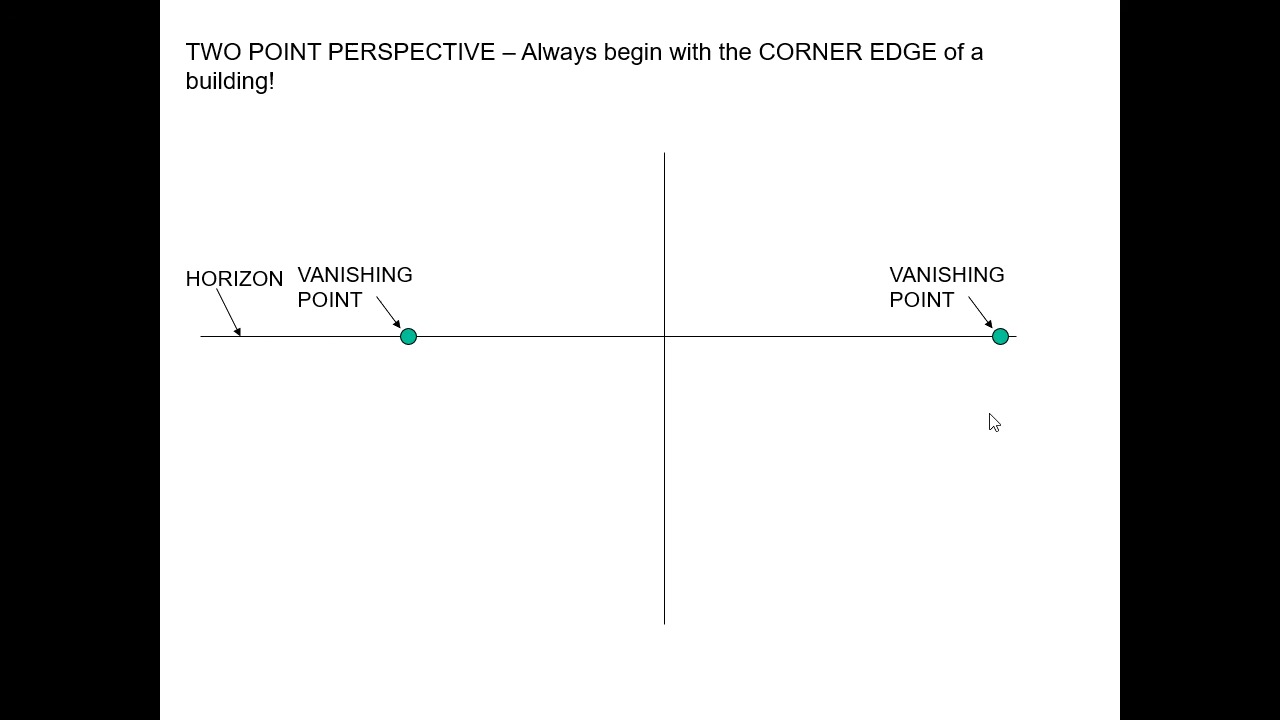 TWO POINT PERSPECTIVE – Always begin with the CORNER EDGE of a
building!
HORIZON
VANISHING
POINT
VANISHING
POINT